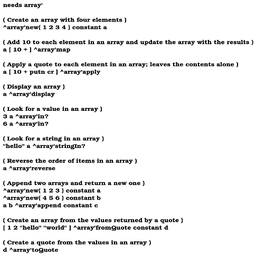 needs array'
( Create an array with four elements )
^array'new[ 1 2 3 4 ] constant a
( Add 10 to each element in an array and update the array with the results )
a [ 10 + ] ^array'map
( Apply a quote to each element in an array; leaves the contents alone )
a [ 10 + putn cr ] ^array'apply
( Display an array )
a ^array'display
( Look for a value in an array )
3 a ^array'in?
6 a ^array'in?
( Look for a string in an array )
"hello" a ^array'stringIn?
( Reverse the order of items in an array )
a ^array'reverse
( Append two arrays and return a new one )
^array'new[ 1 2 3 ] constant a
^array'new[ 4 5 6 ] constant b
a b ^array'append constant c
( Create an array from the values returned by a quote )
[ 1 2 "hello" "world" ] ^array'fromQuote constant d
( Create a quote from the values in an array )
d ^array'toQuote